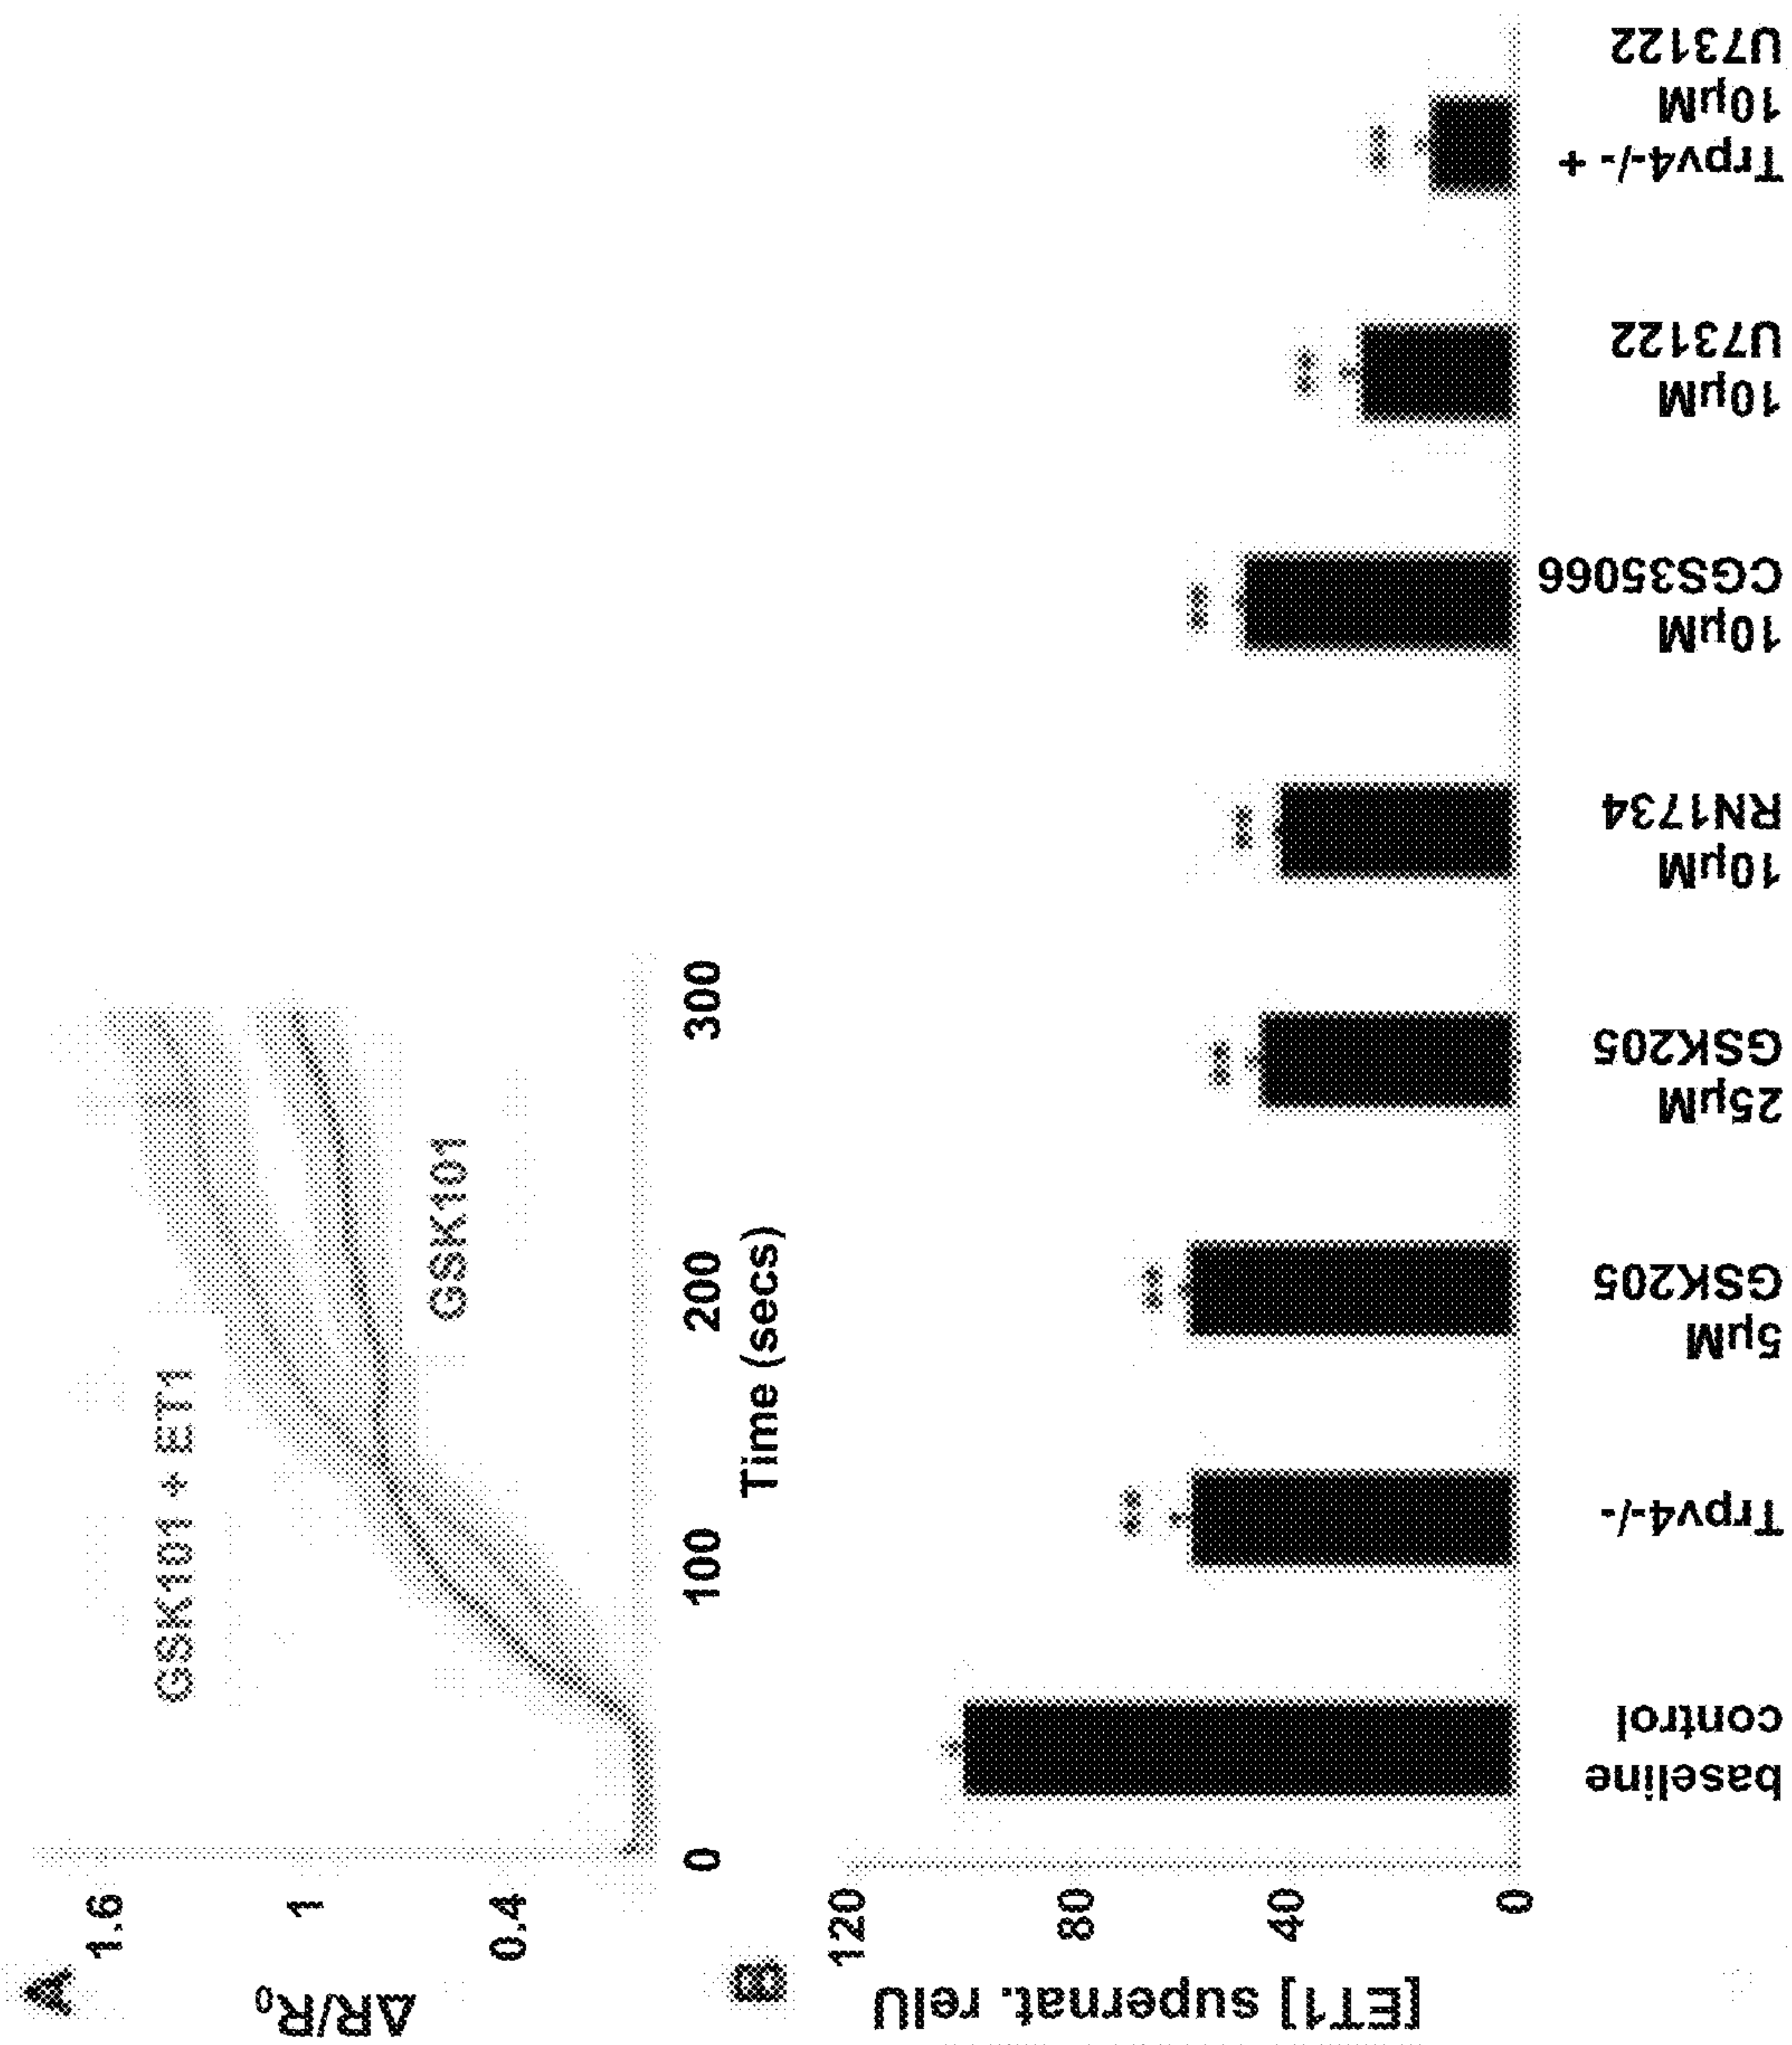 A
ΔR/R0
1.6
1
0.4
GSK101 + ET1
GSK101
0
100
200
300
Time (secs)
B
[ET1] supernat. relU
120
80
40
0
**
**
**
**
**
**
**
baseline
control
Trpv4-/-
5µM
GSK205
25µM
GSK205
10µM
RN1734
10µM
CGS35066
10µM
U73122
Trpv4-/- +
10µM
U73122